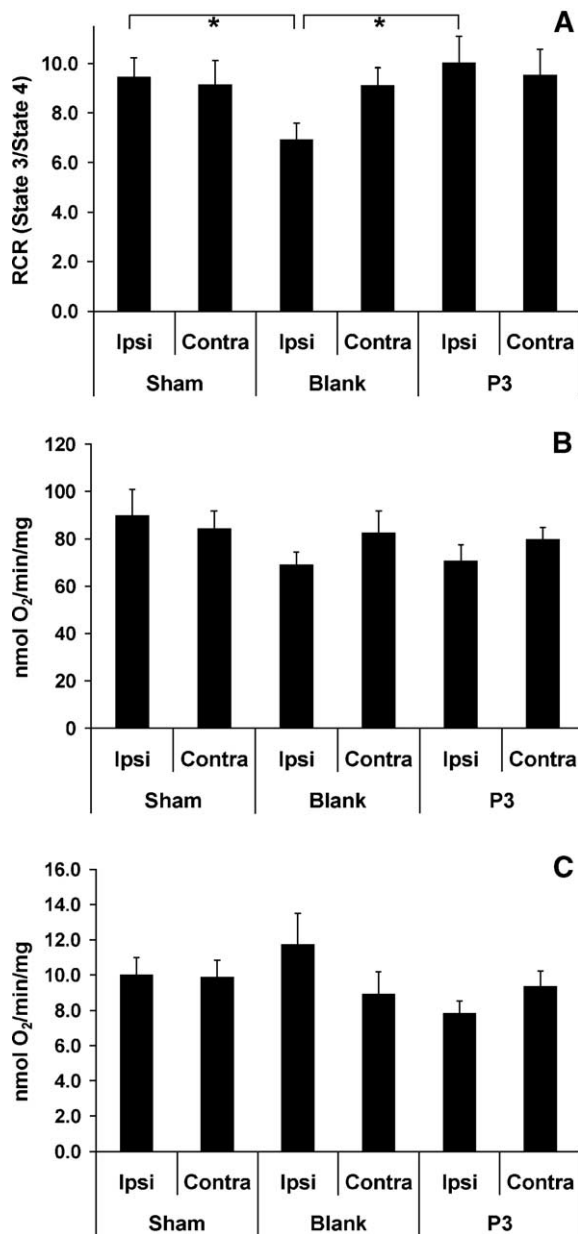 A
* *
10.0
8.0
6.0
4.0
2.0
0.0
RCR (State 3/State 4)
Ipsi Contra Ipsi Contra Ipsi Contra
Sham Blank P3
B
120
100
80
60
40
20
0
nmol O₂/min/mg
Ipsi Contra Ipsi Contra Ipsi Contra
Sham Blank P3
C
16.0
14.0
12.0
10.0
8.0
6.0
4.0
2.0
0.0
nmol O₂/min/mg
Ipsi Contra Ipsi Contra Ipsi Contra
Sham Blank P3